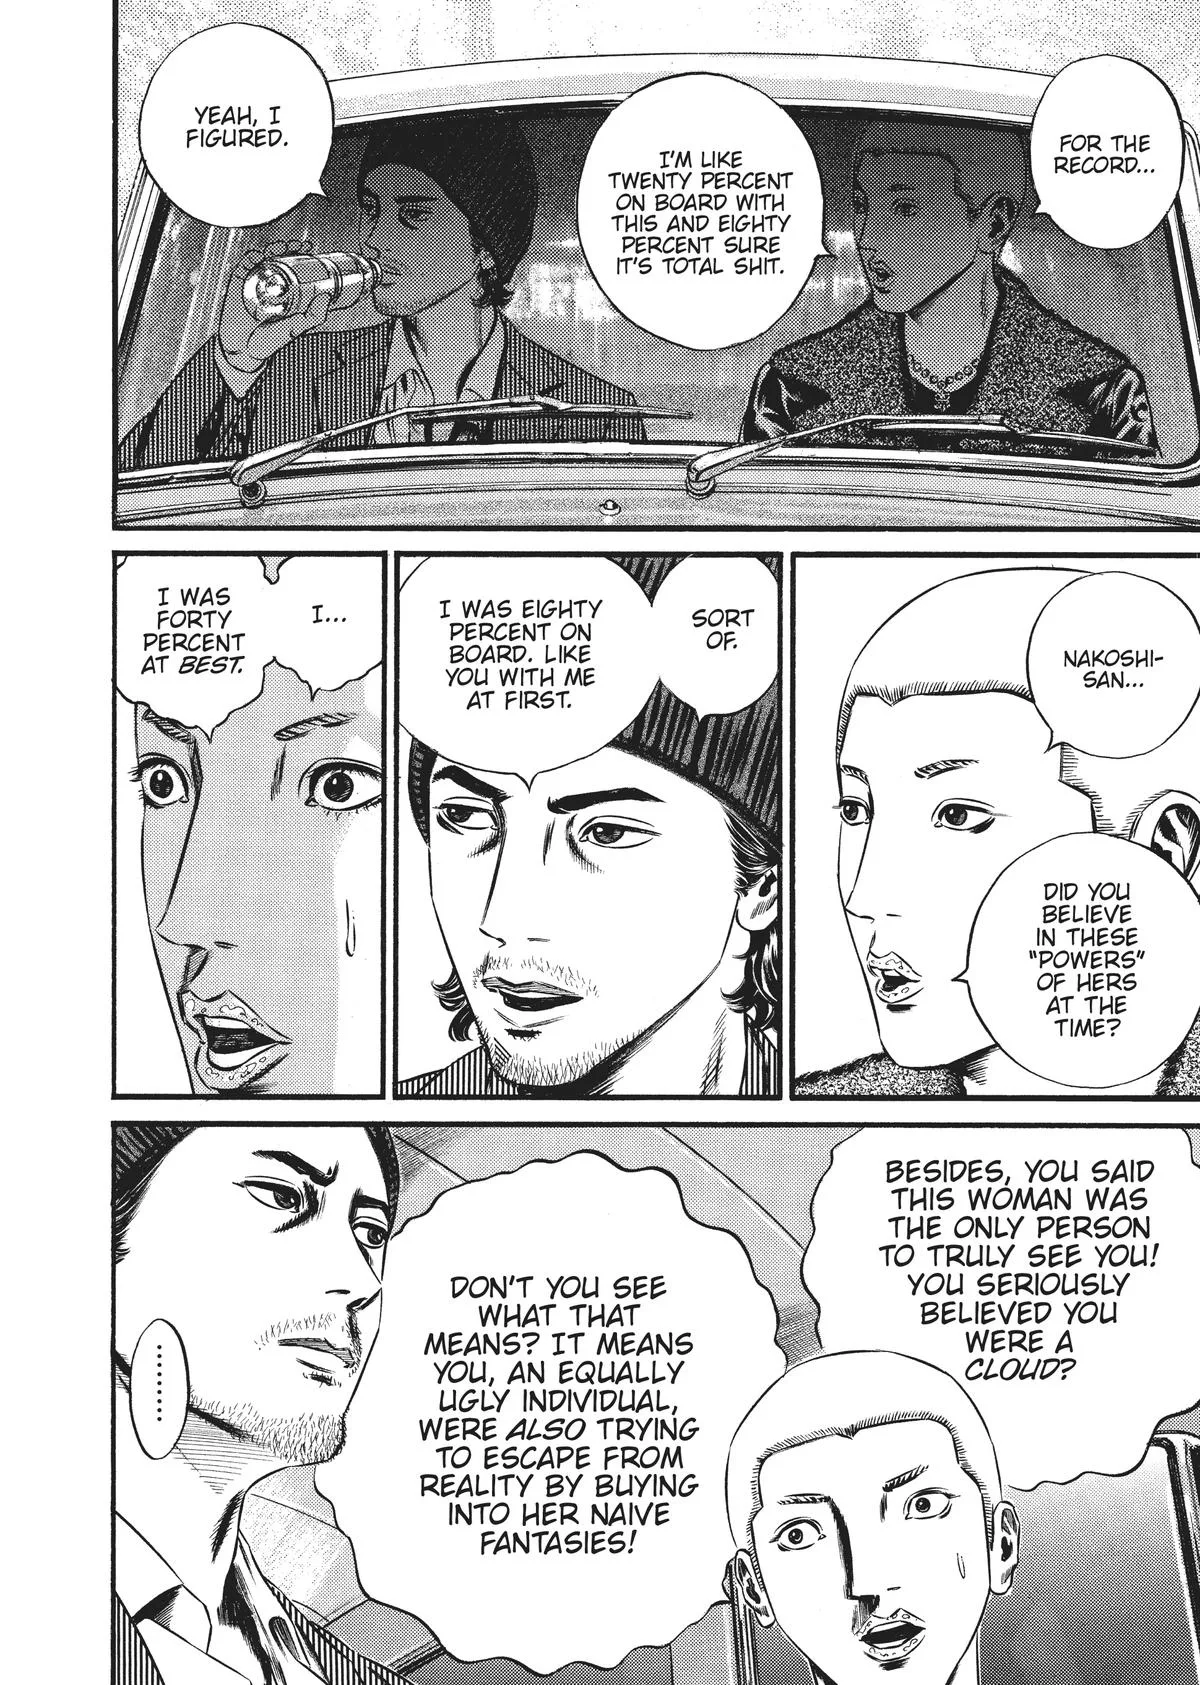 FOR THE
RECORD...
I'M LIKE
TWENTY PERCENT
ON BOARD WITH
THIS AND EIGHTY
PERCENT SURE
IT'S TOTAL SHIT.
YEAH, I
FIGURED.
NAKOSHI-
SAN...
DID YOU
BELIEVE
IN THESE
"POWERS"
OF HERS
AT THE
TIME?
SORT
OF.
I WAS EIGHTY
PERCENT ON
BOARD. LIKE
YOU WITH ME
AT FIRST.
I...
I WAS
FORTY
PERCENT
AT BEST.
BESIDES, YOU SAID
THIS WOMAN WAS
THE ONLY PERSON
TO TRULY SEE YOU!
YOU SERIOUSLY
BELIEVED YOU
WERE A
CLOUD?
DON'T YOU SEE
WHAT THAT
MEANS? IT MEANS
YOU, AN EQUALLY
UGLY INDIVIDUAL,
WERE ALSO TRYING
TO ESCAPE FROM
REALITY BY BUYING
INTO HER NAIVE
FANTASIES!
.........